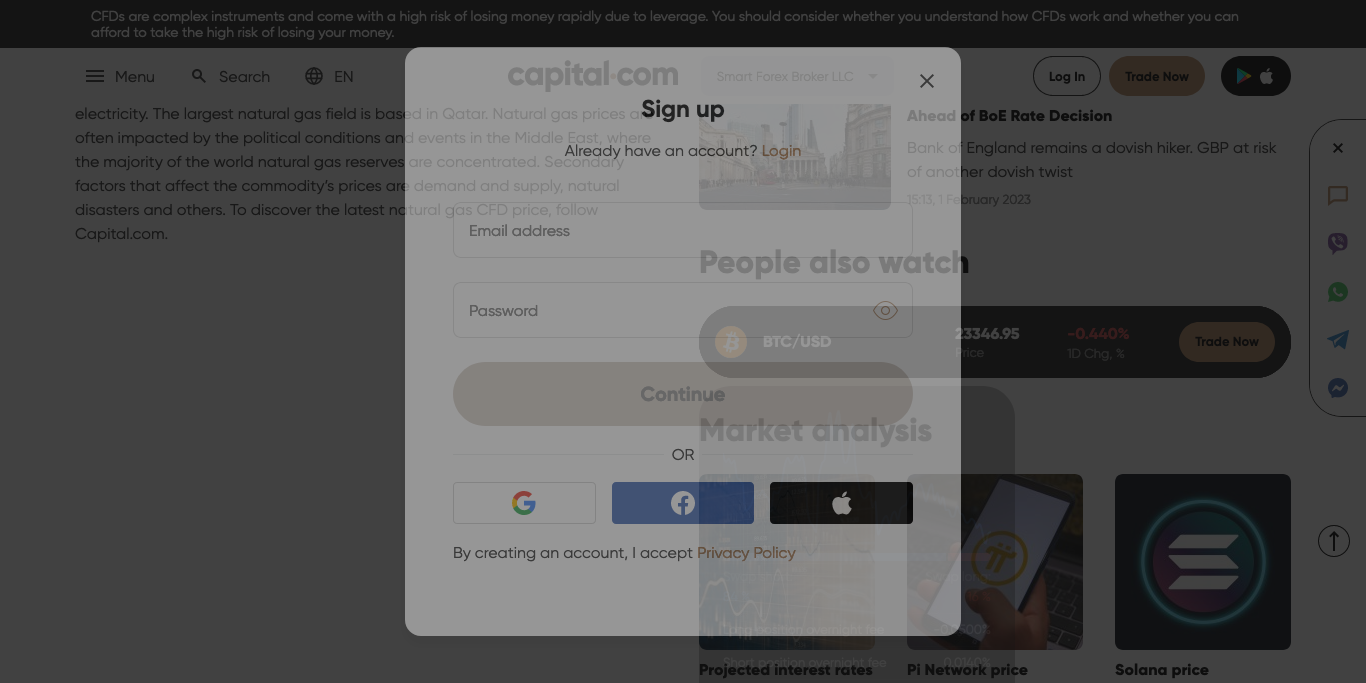 CFDs are complex instruments and come with a high risk of losing money rapidly due to leverage. You should consider whether you understand how CFDs work and whether you can
afford to take the high risk of losing your money.
Menu
Search
EN
capital·com
Smart Forex Broker LLC
Log In
Trade Now
electricity. The largest natural gas field is based in Qatar. Natural gas prices are
often impacted by the political conditions and events in the Middle East, where
the majority of the world natural gas reserves are concentrated. Secondary
factors that affect the commodity’s prices are demand and supply, natural
disasters and others. To discover the latest natural gas CFD price, follow
Capital.com.
Sign up
Already have an account? Login
Email address
Password
Continue
OR
By creating an account, I accept Privacy Policy
Ahead of BoE Rate Decision
Bank of England remains a dovish hiker. GBP at risk
of another dovish twist
15:13, 1 February 2023
People also watch
BTC/USD
23346.95
Price
-0.440%
1D Chg, %
Trade Now
Market analysis
Long position overnight fee
Short position overnight fee
Projected interest rates
Pi Network price
Solana price